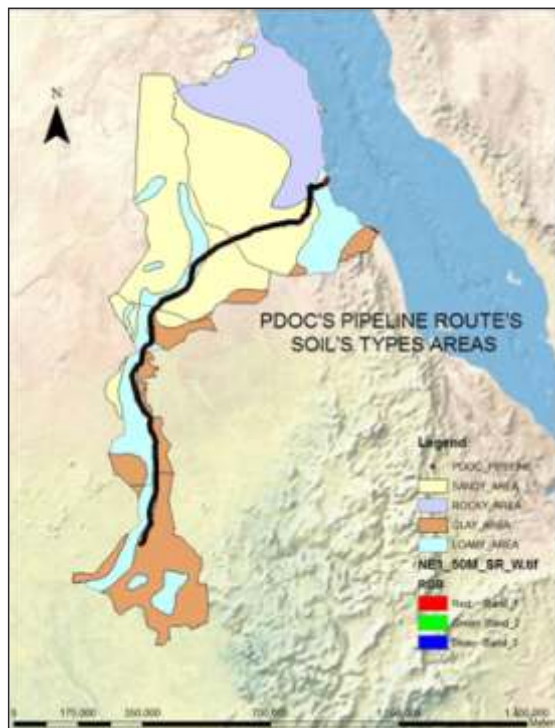 N
PDOC'S PIPELINE ROUTE'S
SOIL'S TYPES AREAS
Legend
PDOC_PIPELINE
SANDY_AREA
ROCKY_AREA
CLAY_AREA
LOAMY_AREA
NE1_50M_SR_W.tif
RGB
Red: Band_1
Green: Band_2
Blue: Band_3
0 175,000 350,000 700,000 1,400,000